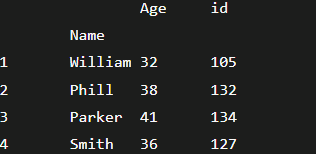 Age id
Name
1 William 32 105
2 Phill 38 132
3 Parker 41 134
4 Smith 36 127